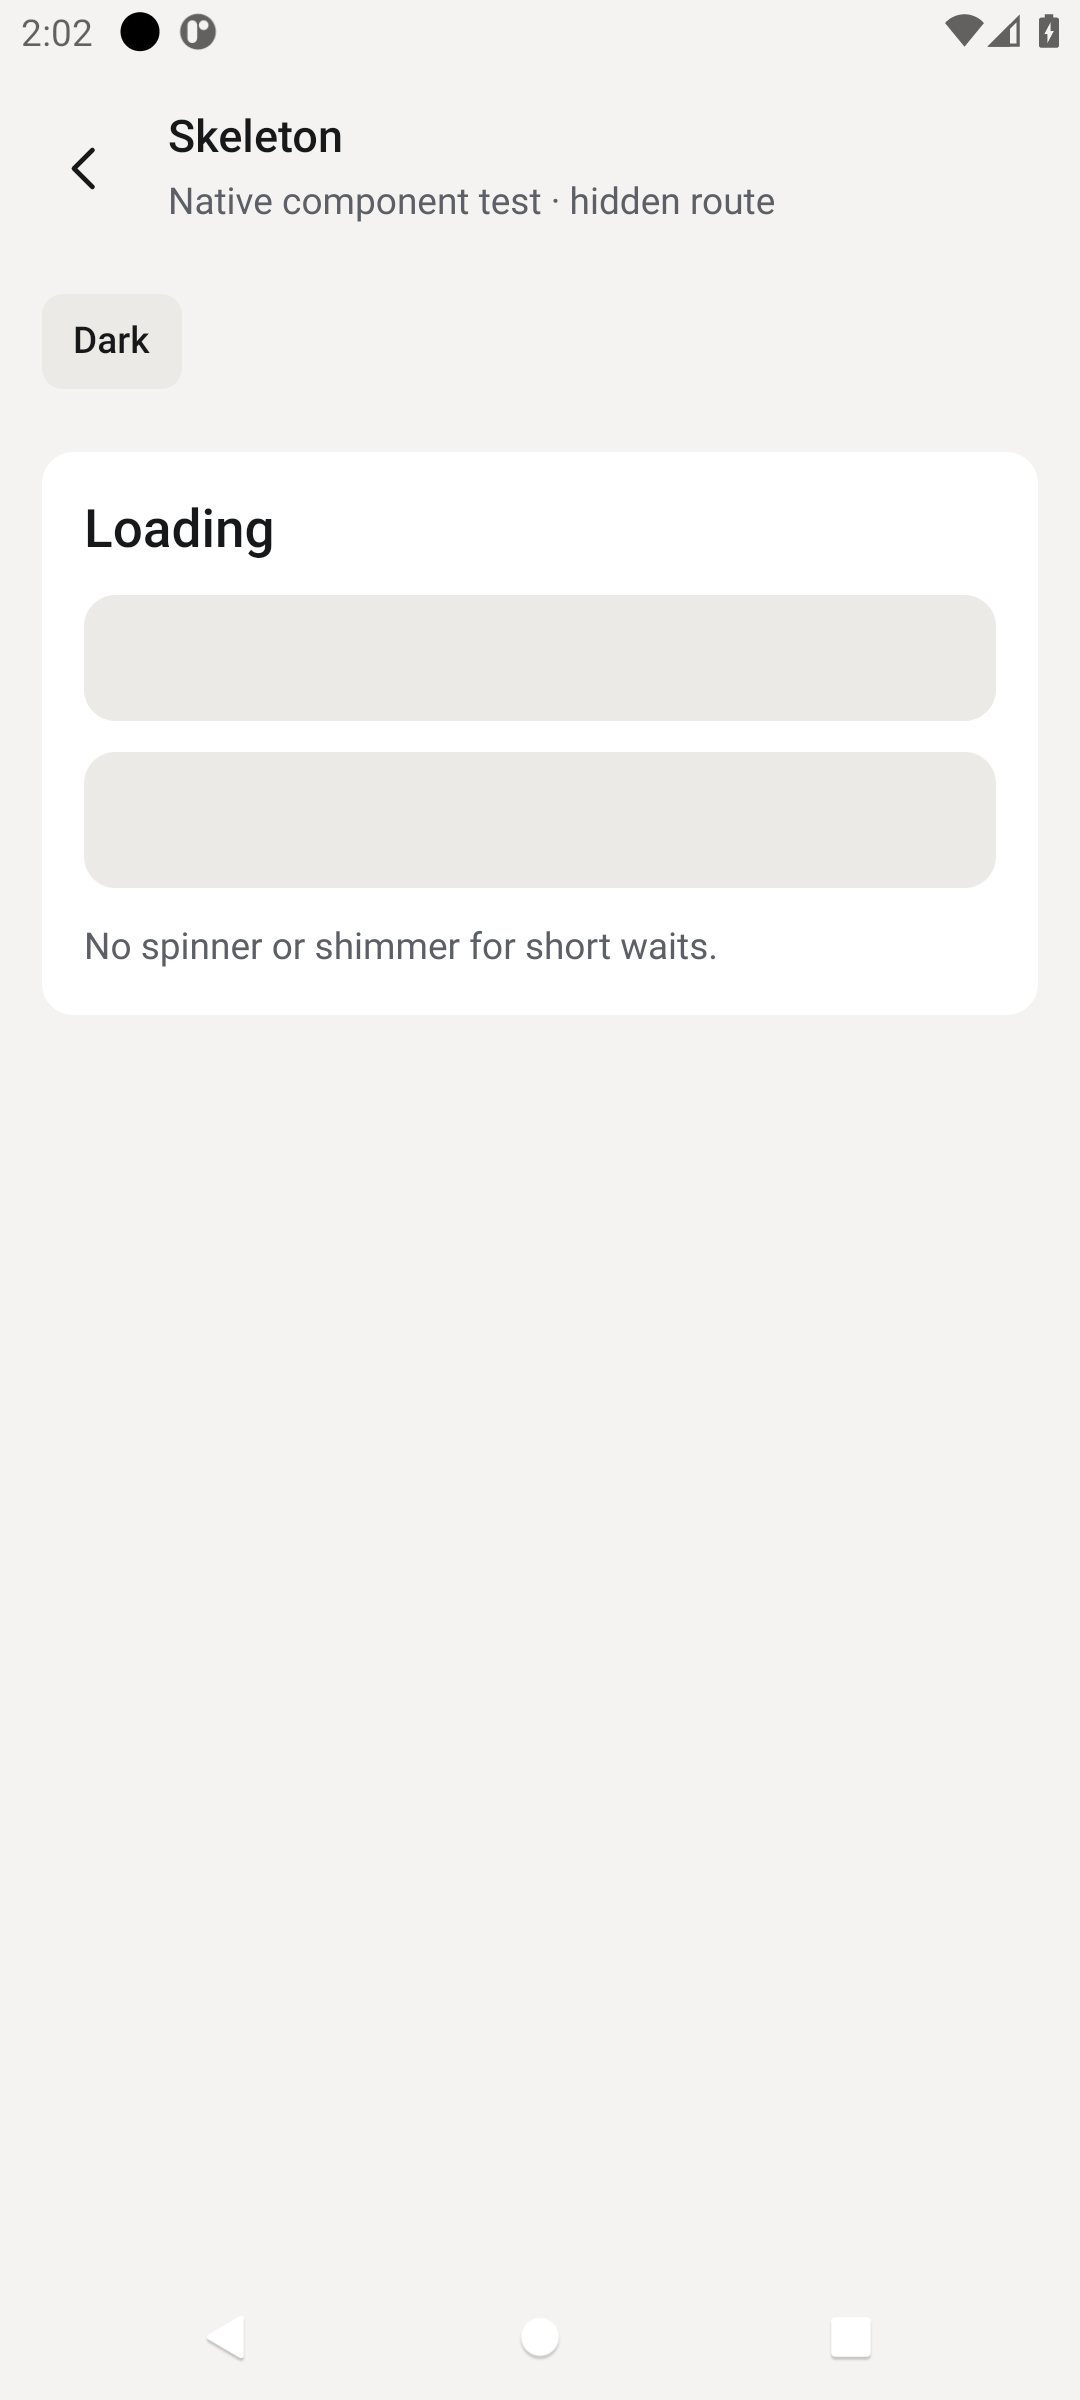 2:02
Skeleton
Native component test · hidden route
Dark
Loading
No spinner or shimmer for short waits.